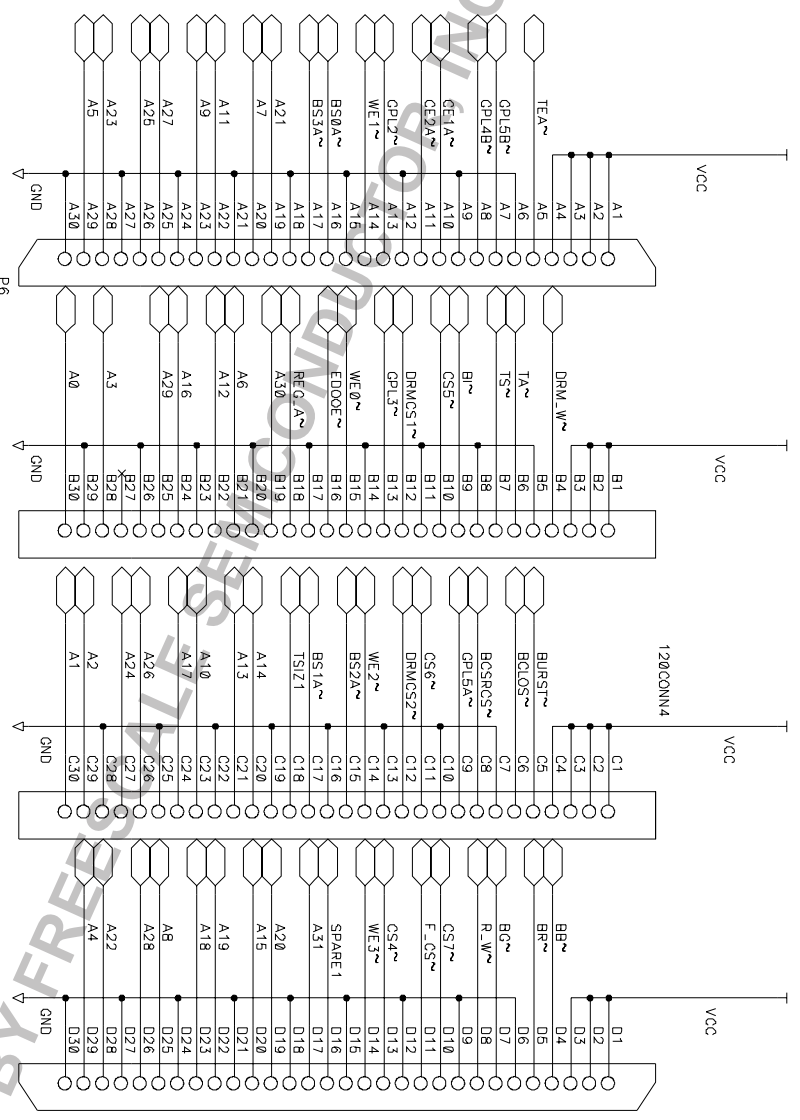 VCC
A1
A2
A3
A4
TEA~ A5
A6
GPL5B~ A7
GPL4B~ A8
A9
CE1A~ A10
CE2A~ A11
A12
GPL2~ A13
WE1~ A14
A15
BS0A~ A16
BS3A~ A17
A18
A21 A19
A7 A20
A21
A11 A22
A9 A23
A24
A27 A25
A25 A26
A27
A23 A28
A5 A29
A30
GND
P6
VCC
B1
B2
B3
DRM_W~ B4
B5
TA~ B6
TS~ B7
B8
BI~ B9
CS5~ B10
B11
DRMCS1~ B12
GPL3~ B13
B14
WE0~ B15
EDOOE~ B16
B17
REG_A~ B18
A30 B19
B20
A6 B21
A12 B22
B23
A16 B24
A29 B25
B26
B27
A3 B28
B29
A0 B30
GND
120CONN4
VCC
C1
C2
C3
C4
BURST~ C5
BCLOS~ C6
C7
BCSRCS~ C8
GPL5A~ C9
C10
CS6~ C11
DRMCS2~ C12
C13
WE2~ C14
BS2A~ C15
C16
BS1A~ C17
TSIZ1 C18
C19
A14 C20
A13 C21
C22
A10 C23
A17 C24
C25
A26 C26
A24 C27
C28
A2 C29
A1 C30
GND
VCC
D1
D2
D3
BB~ D4
BR~ D5
D6
BG~ D7
R_W~ D8
D9
CS7~ D10
F_CS~ D11
D12
CS4~ D13
WE3~ D14
D15
SPARE1 D16
A31 D17
D18
A20 D19
A15 D20
D21
A19 D22
A18 D23
D24
A8 D25
A28 D26
D27
A22 D28
A4 D29
D30
GND
BY FREESCALE SEMICONDUCTOR, INC